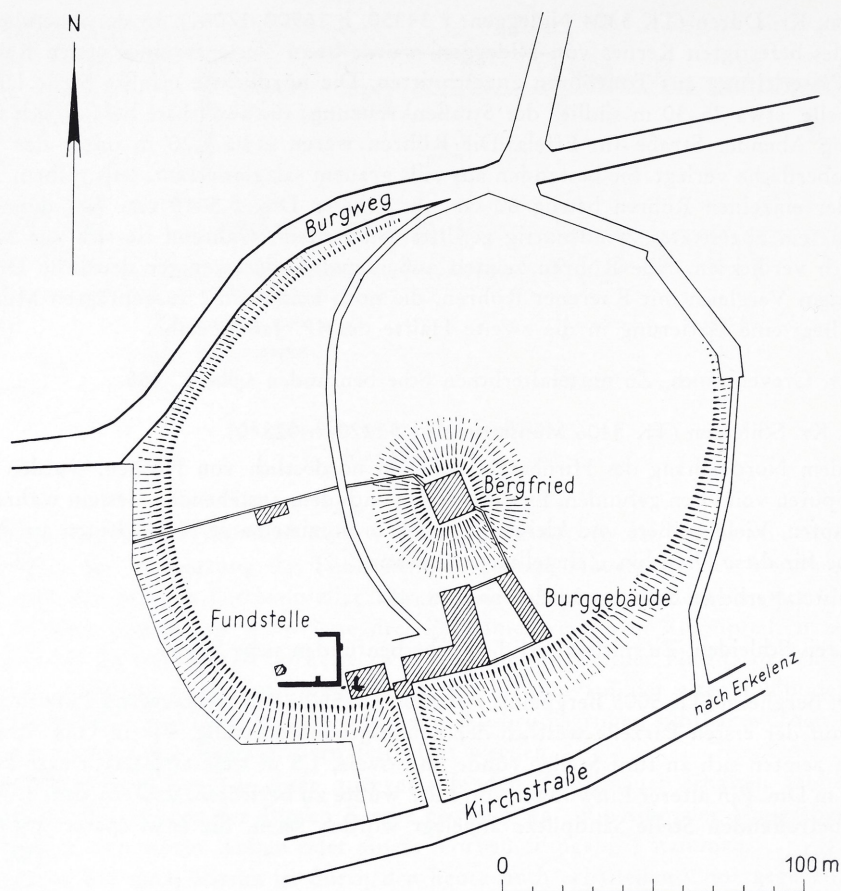 N
Burgweg
Bergfried
Burggebäude
Fundstelle
nach Erkelenz
Kirchstraße
0 100 m